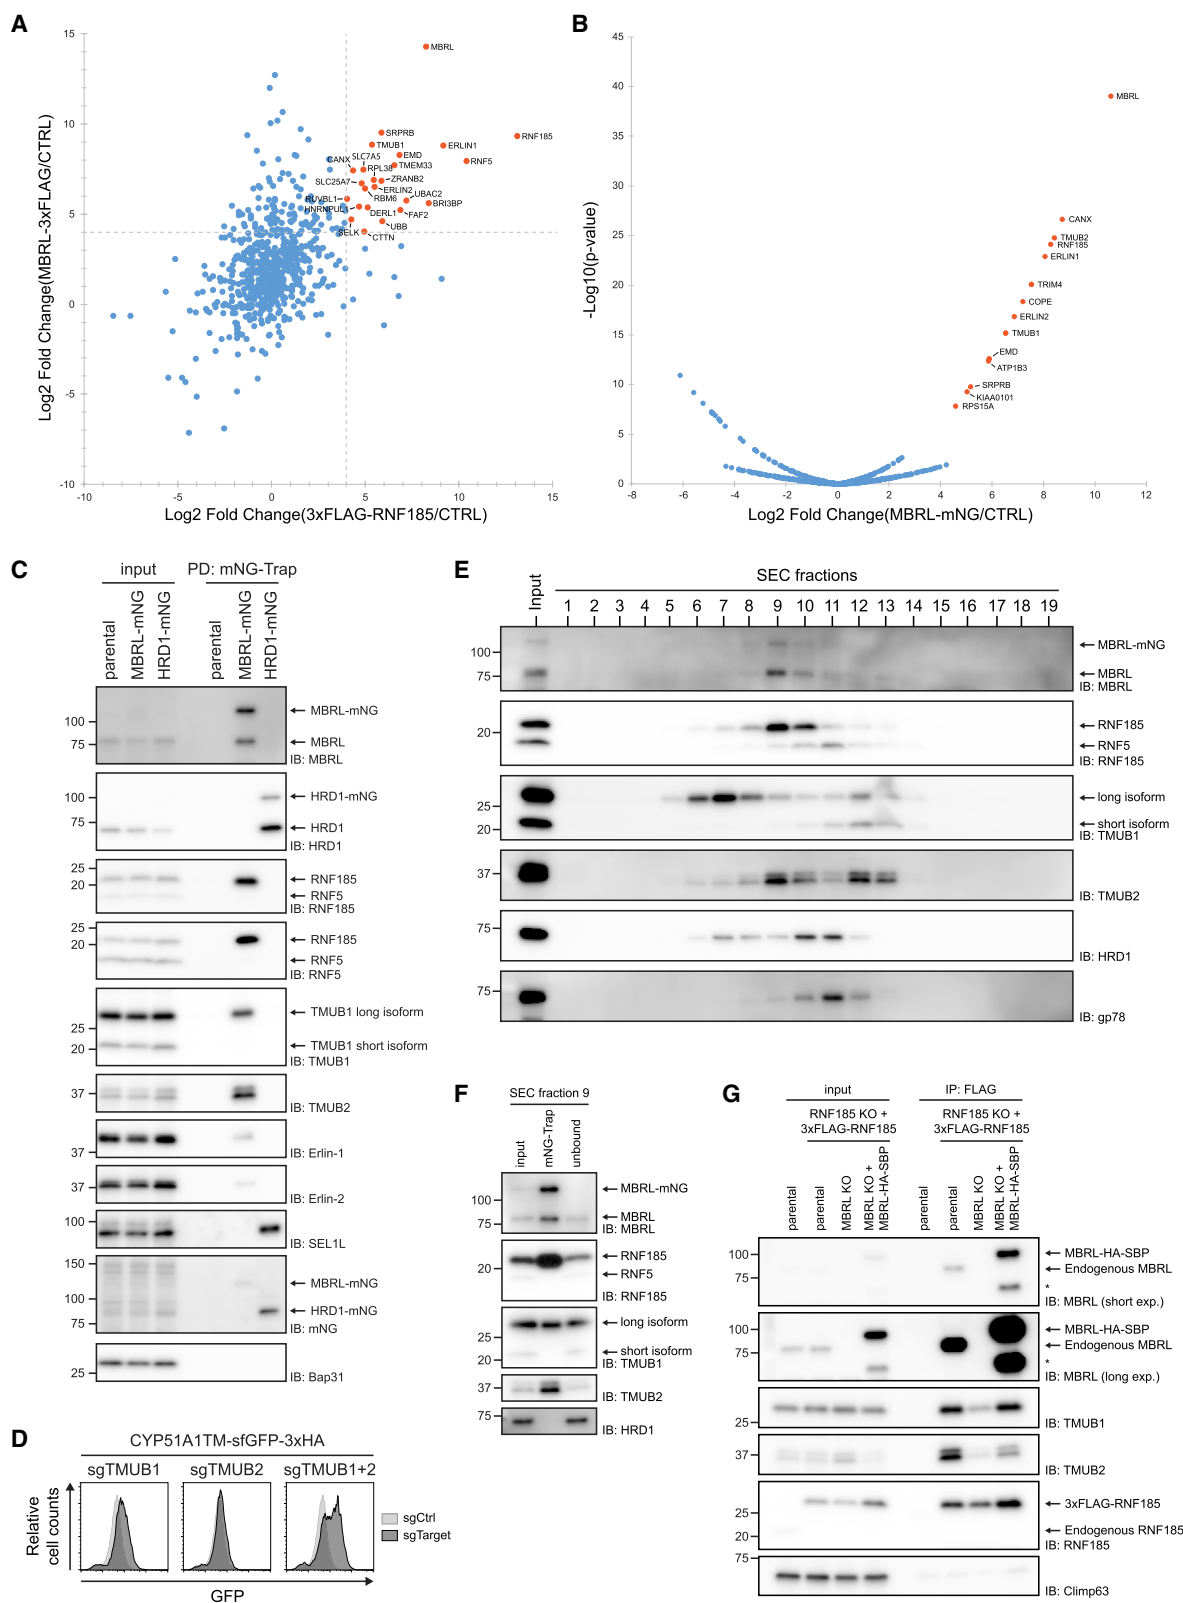 A
Log2 Fold Change(MBRL-3xFLAG/CTRL)
15
10
5
0
-5
-10
-10
-5
0
5
10
15
Log2 Fold Change(3xFLAG-RNF185/CTRL)
MBRL
SRPRB
RNF185
TMUB1
ERLIN1
SLC7A5
EMD
CANX
RNF5
RPL38
TMEM33
SLC25A7
ZRANB2
ERLIN2
RUVBL1
RBM6
UBAC2
HNRNPUL1
BRI3BP
DERL1
FAF2
SELK
UBB
CTTN
B
-Log10(p-value)
45
40
35
30
25
20
15
10
5
0
-8
-6
-4
-2
0
2
4
6
8
10
12
Log2 Fold Change(MBRL-mNG/CTRL)
MBRL
CANX
TMUB2
RNF185
ERLIN1
TRIM4
COPE
ERLIN2
TMUB1
EMD
ATP1B3
SRPRB
KIAA0101
RPS15A
C
input
PD: mNG-Trap
parental
MBRL-mNG
HRD1-mNG
parental
MBRL-mNG
HRD1-mNG
100
75
MBRL-mNG
MBRL
IB: MBRL
100
75
HRD1-mNG
HRD1
IB: HRD1
25
20
RNF185
RNF5
IB: RNF185
25
20
RNF185
RNF5
IB: RNF5
25
20
TMUB1 long isoform
TMUB1 short isoform
IB: TMUB1
37
IB: TMUB2
37
IB: Erlin-1
37
IB: Erlin-2
100
IB: SEL1L
150
100
75
MBRL-mNG
HRD1-mNG
IB: mNG
25
IB: Bap31
D
CYP51A1TM-sfGFP-3xHA
sgTMUB1
sgTMUB2
sgTMUB1+2
Relative
cell counts
GFP
sgCtrl
sgTarget
E
SEC fractions
Input
1 2 3 4 5 6 7 8 9 10 11 12 13 14 15 16 17 18 19
100
75
MBRL-mNG
MBRL
IB: MBRL
20
RNF185
RNF5
IB: RNF185
25
20
long isoform
short isoform
IB: TMUB1
37
IB: TMUB2
75
IB: HRD1
75
IB: gp78
F
SEC fraction 9
input
mNG-Trap
unbound
100
75
MBRL-mNG
MBRL
IB: MBRL
20
RNF185
RNF5
IB: RNF185
25
20
long isoform
short isoform
IB: TMUB1
37
IB: TMUB2
75
IB: HRD1
G
input
IP: FLAG
RNF185 KO +
3xFLAG-RNF185
RNF185 KO +
3xFLAG-RNF185
parental
parental
MBRL KO
MBRL KO +
MBRL-HA-SBP
parental
parental
MBRL KO
MBRL KO +
MBRL-HA-SBP
100
75
MBRL-HA-SBP
Endogenous MBRL
*
IB: MBRL (short exp.)
100
75
MBRL-HA-SBP
Endogenous MBRL
*
IB: MBRL (long exp.)
25
IB: TMUB1
37
IB: TMUB2
25
20
3xFLAG-RNF185
Endogenous RNF185
IB: RNF185
75
IB: Climp63